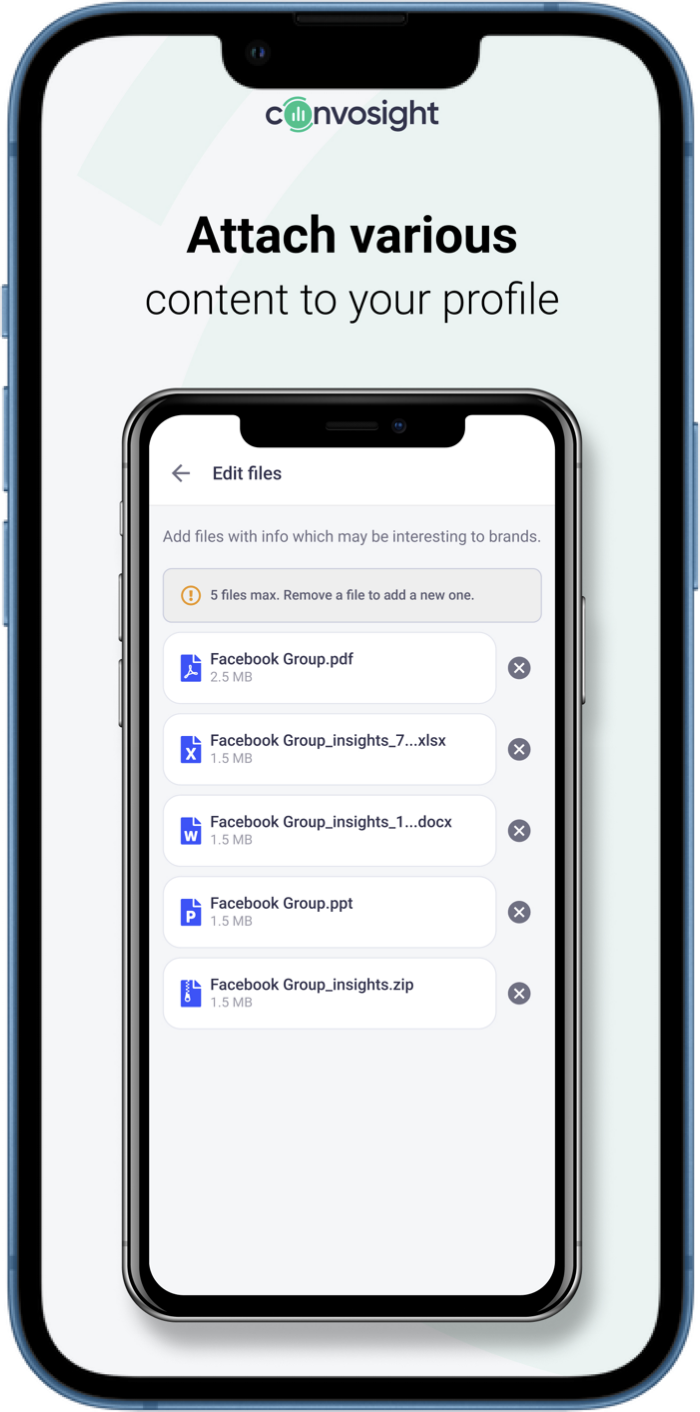 convosight
Attach various
content to your profile
Edit files
Add files with info which may be interesting to brands.
5 files max. Remove a file to add a new one.
Facebook Group.pdf
2.5 MB
Facebook Group_insights_7...xlsx
1.5 MB
Facebook Group_insights_1...docx
1.5 MB
Facebook Group.ppt
1.5 MB
Facebook Group_insights.zip
1.5 MB